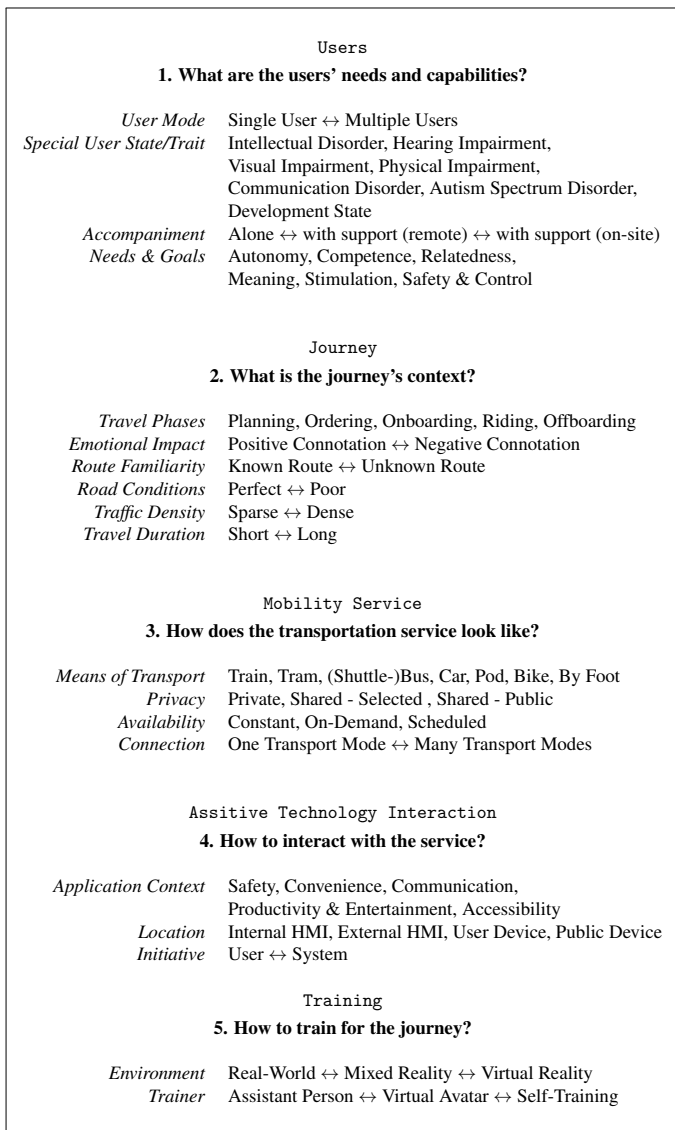 Users
1. What are the users' needs and capabilities?
User Mode Single User ↔ Multiple Users
Special User State/Trait Intellectual Disorder, Hearing Impairment,
Visual Impairment, Physical Impairment,
Communication Disorder, Autism Spectrum Disorder,
Development State
Accompaniment Alone ↔ with support (remote) ↔ with support (on-site)
Needs & Goals Autonomy, Competence, Relatedness,
Meaning, Stimulation, Safety & Control
Journey
2. What is the journey's context?
Travel Phases Planning, Ordering, Onboarding, Riding, Offboarding
Emotional Impact Positive Connotation ↔ Negative Connotation
Route Familiarity Known Route ↔ Unknown Route
Road Conditions Perfect ↔ Poor
Traffic Density Sparse ↔ Dense
Travel Duration Short ↔ Long
Mobility Service
3. How does the transportation service look like?
Means of Transport Train, Tram, (Shuttle-)Bus, Car, Pod, Bike, By Foot
Privacy Private, Shared - Selected , Shared - Public
Availability Constant, On-Demand, Scheduled
Connection One Transport Mode ↔ Many Transport Modes
Assitive Technology Interaction
4. How to interact with the service?
Application Context Safety, Convenience, Communication,
Productivity & Entertainment, Accessibility
Location Internal HMI, External HMI, User Device, Public Device
Initiative User ↔ System
Training
5. How to train for the journey?
Environment Real-World ↔ Mixed Reality ↔ Virtual Reality
Trainer Assistant Person ↔ Virtual Avatar ↔ Self-Training